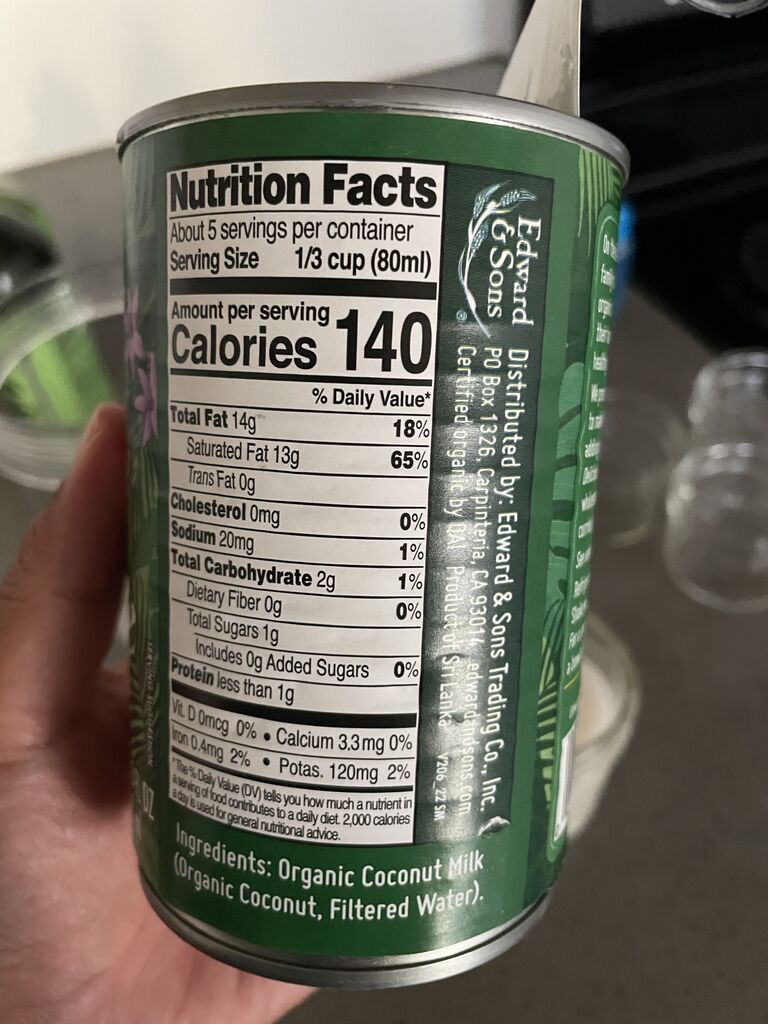 Nutrition Facts
About 5 servings per container
Serving Size 1/3 cup (80ml)
Amount per serving
Calories 140
% Daily Value*
Total Fat 14g 18%
Saturated Fat 13g 65%
Trans Fat 0g
Cholesterol 0mg 0%
Sodium 20mg 1%
Total Carbohydrate 2g 1%
Dietary Fiber 0g 0%
Total Sugars 1g
Includes 0g Added Sugars 0%
Protein less than 1g
Vit. D 0mcg 0% • Calcium 3.3mg 0%
Iron 0.4mg 2% • Potas. 120mg 2%
*The % Daily Value (DV) tells you how much a nutrient in
a serving of food contributes to a daily diet. 2,000 calories
a day is used for general nutritional advice.
Ingredients: Organic Coconut Milk
(Organic Coconut, Filtered Water).
Edward
& Sons®
Distributed by: Edward & Sons Trading Co., Inc.
PO Box 1326, Carpinteria, CA 93014 edwardandsons.com
Certified organic by QAI Product of Sri Lanka V206_27 SM
SERVING SUGGESTION
OZ